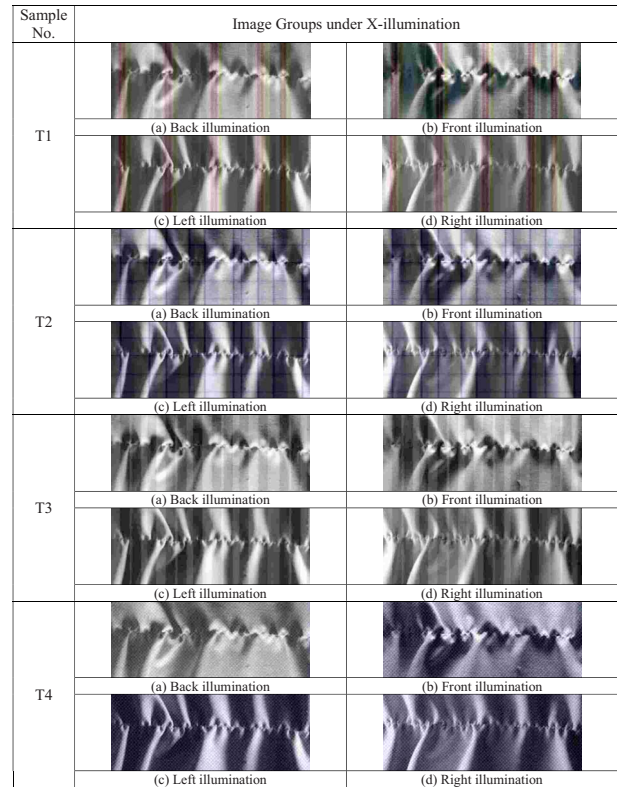 Sample No.
Image Groups under X-illumination
T1
(a) Back illumination
(b) Front illumination
(c) Left illumination
(d) Right illumination
T2
(a) Back illumination
(b) Front illumination
(c) Left illumination
(d) Right illumination
T3
(a) Back illumination
(b) Front illumination
(c) Left illumination
(d) Right illumination
T4
(a) Back illumination
(b) Front illumination
(c) Left illumination
(d) Right illumination